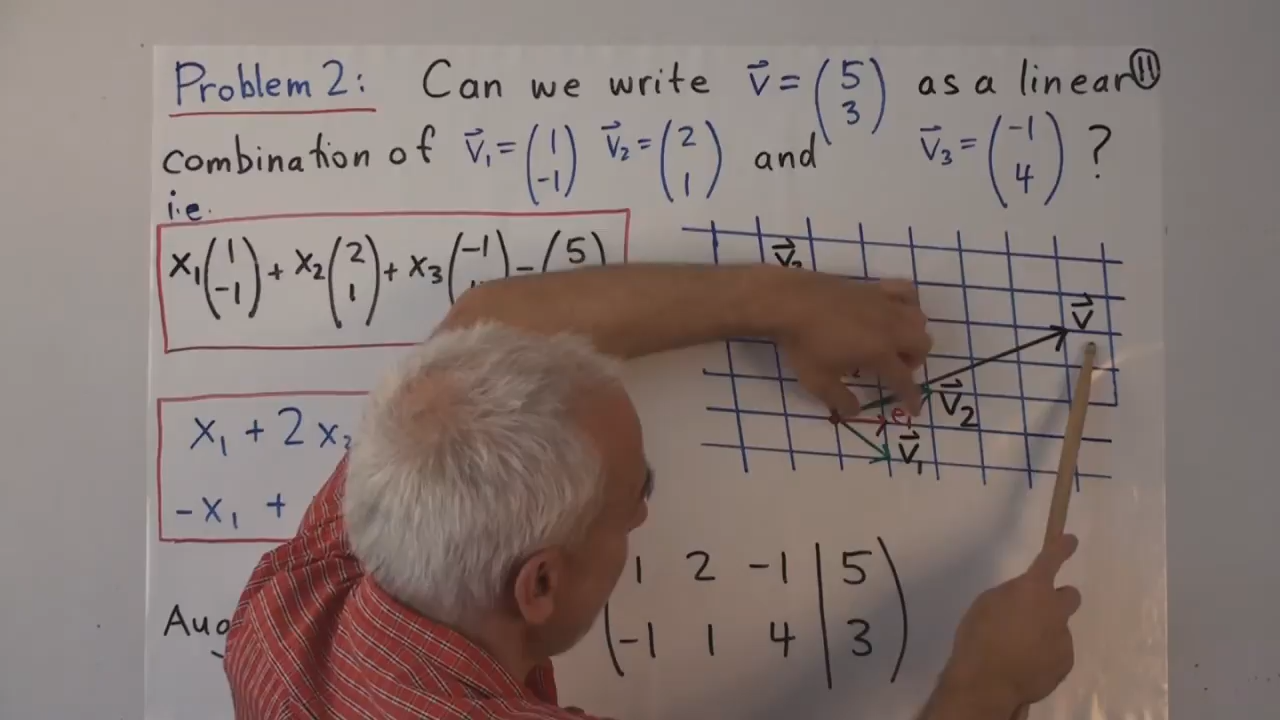 Problem 2: Can we write v⃗ = (5 3) as a linear ⑪
combination of v⃗₁ = (1 -1) v⃗₂ = (2 1) and v⃗₃ = (-1 4) ?
i.e.
x₁(1 -1) + x₂(2 1) + x₃(-1
x₁ + 2x₂
-x₁ +
v⃗
e₁
v⃗₂
v⃗₁
1 2 -1 | 5
-1 1 4 | 3